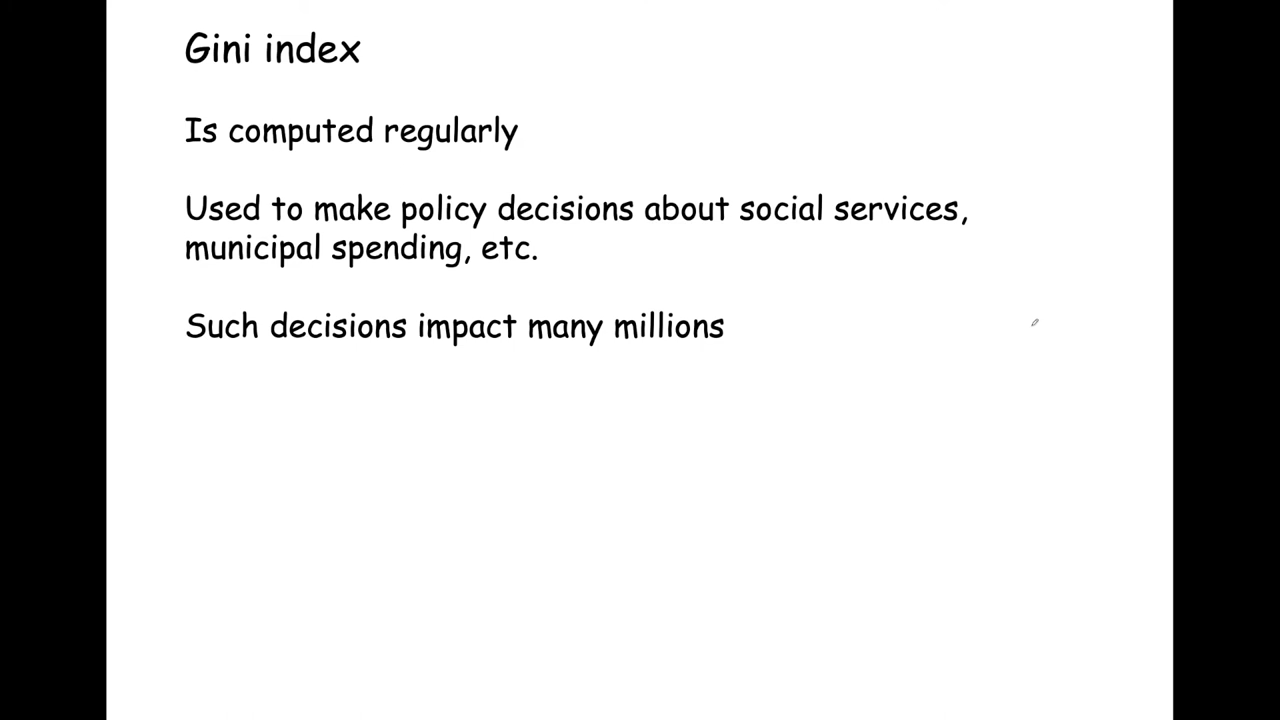 Gini index
Is computed regularly
Used to make policy decisions about social services,
municipal spending, etc.
Such decisions impact many millions